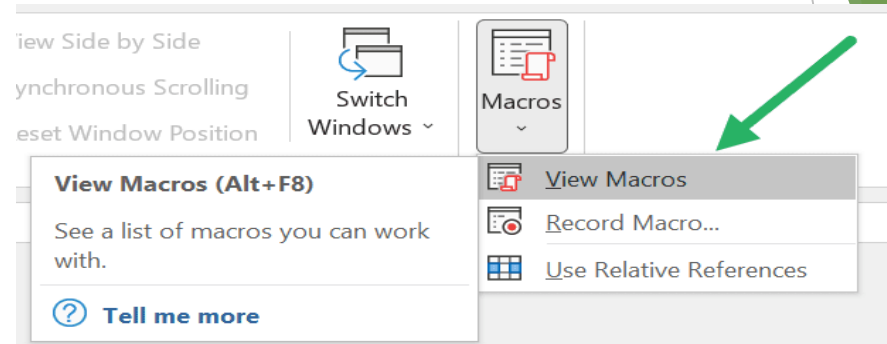 iew Side by Side
ynchronous Scrolling
eset Window Position
Switch
Windows
Macros
View Macros
Record Macro...
Use Relative References
View Macros (Alt+F8)
See a list of macros you can work
with.
Tell me more